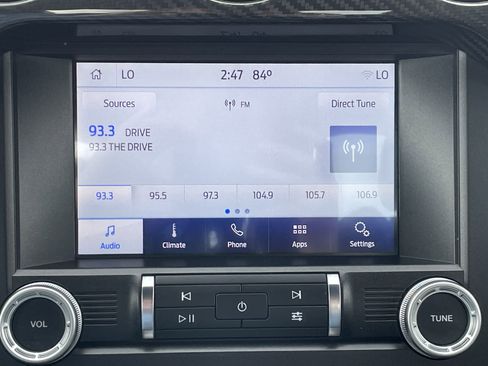 LO 2:47 84º LO
Sources FM Direct Tune
93.3 DRIVE
93.3 THE DRIVE
93.3 95.5 97.3 104.9 105.7 106.9
Audio Climate Phone Apps Settings
VOL TUNE